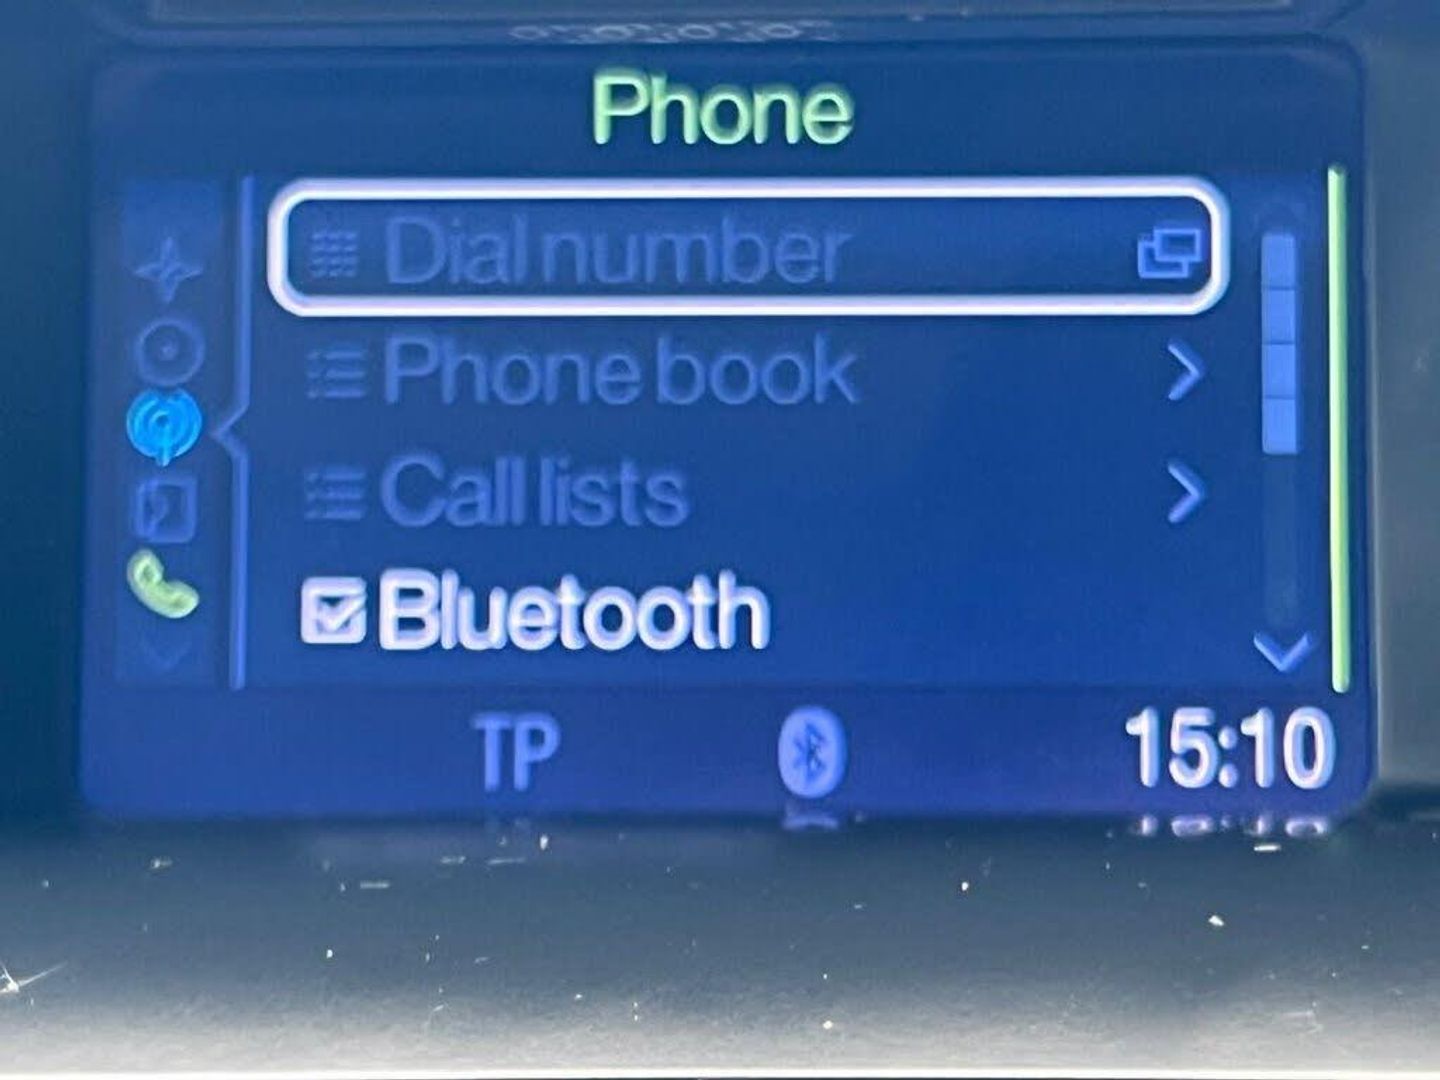 Phone
Dial number
Phone book
Call lists
Bluetooth
TP 15:10